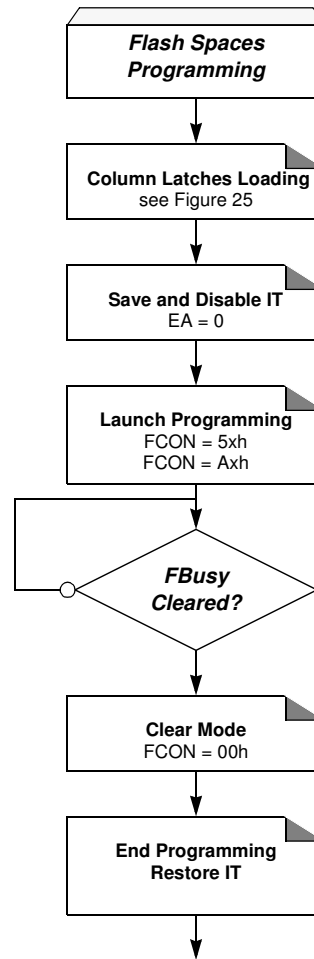 Flash Spaces
Programming
Column Latches Loading
see Figure 25
Save and Disable IT
EA = 0
Launch Programming
FCON = 5xh
FCON = Axh
FBusy
Cleared?
Clear Mode
FCON = 00h
End Programming
Restore IT